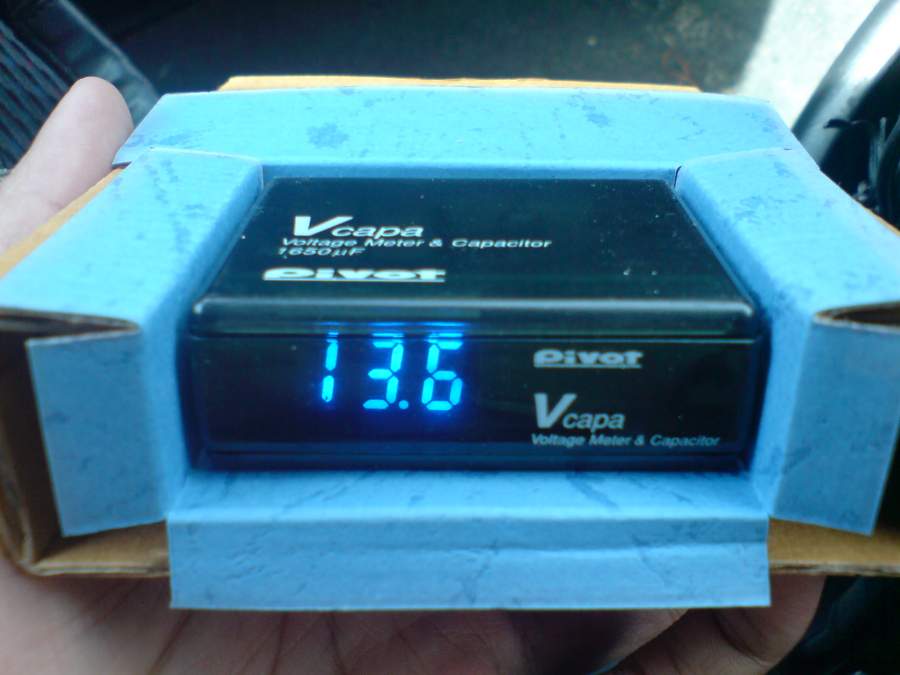 Vcapa
Voltage Meter & Capacitor
1650µF
Pivot
13.6
Pivot
Vcapa
Voltage Meter & Capacitor